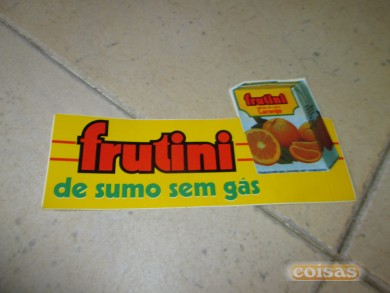 frutini
Laranja
frutini
de sumo sem gás
coisas